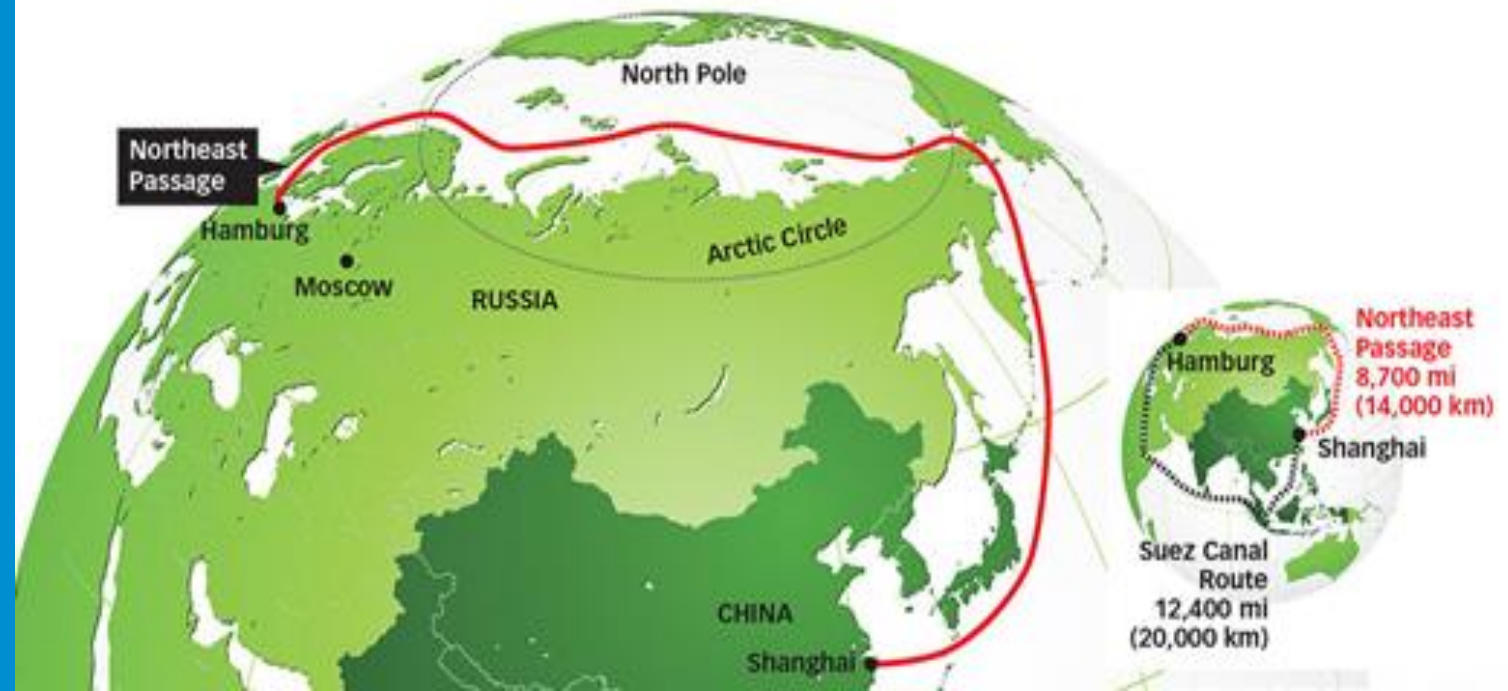 North Pole
Northeast
Passage
Hamburg
Arctic Circle
Moscow
RUSSIA
CHINA
Shanghai
Northeast
Passage
8,700 mi
(14,000 km)
Hamburg
Shanghai
Suez Canal
Route
12,400 mi
(20,000 km)